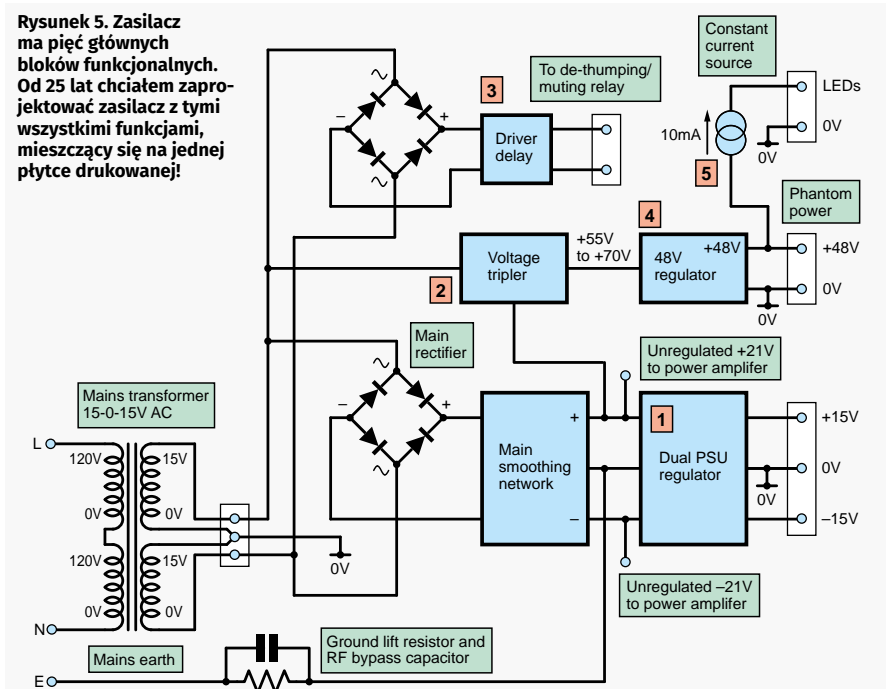 Rysunek 5. Zasilacz
ma pięć głównych
bloków funkcjonalnych.
Od 25 lat chciałem zapro-
jektować zasilacz z tymi
wszystkimi funkcjami,
mieszczący się na jednej
płytce drukowanej!
Constant
current
source
LEDs
0V
0V
10mA
5
To de-thumping/
muting relay
3
Driver
delay
∼
–
+
∼
Phantom
power
4
+55V
to +70V
48V
regulator
+48V
+48V
0V
0V
Voltage
tripler
2
Main
rectifier
∼
–
+
∼
Unregulated +21V
to power amplifer
Main
smoothing
network
+
–
1
Dual PSU
regulator
+15V
0V
0V
–15V
Unregulated –21V
to power amplifer
Mains transformer
15-0-15V AC
L
120V
15V
0V
0V
120V
15V
0V
0V
N
0V
Mains earth
E
Ground lift resistor and
RF bypass capacitor